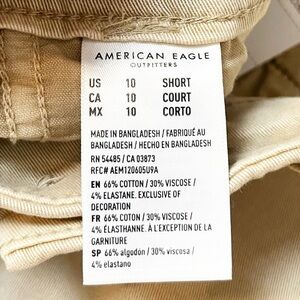 AMERICAN EAGLE
OUTFITTERS
US 10 SHORT
CA 10 COURT
MX 10 CORTO
MADE IN BANGLADESH / FABRIQUÉ AU
BANGLADESH / HECHO EN BANGLADESH
RN 54485 / CA 03873
RFC# AEM120605U9A
EN 66% COTTON / 30% VISCOSE /
4% ELASTANE. EXCLUSIVE OF
DECORATION
FR 66% COTON / 30% VISCOSE /
4% ÉLASTHANNE. À L'EXCEPTION DE LA
GARNITURE
SP 66% algodón / 30% viscosa /
4% elastano